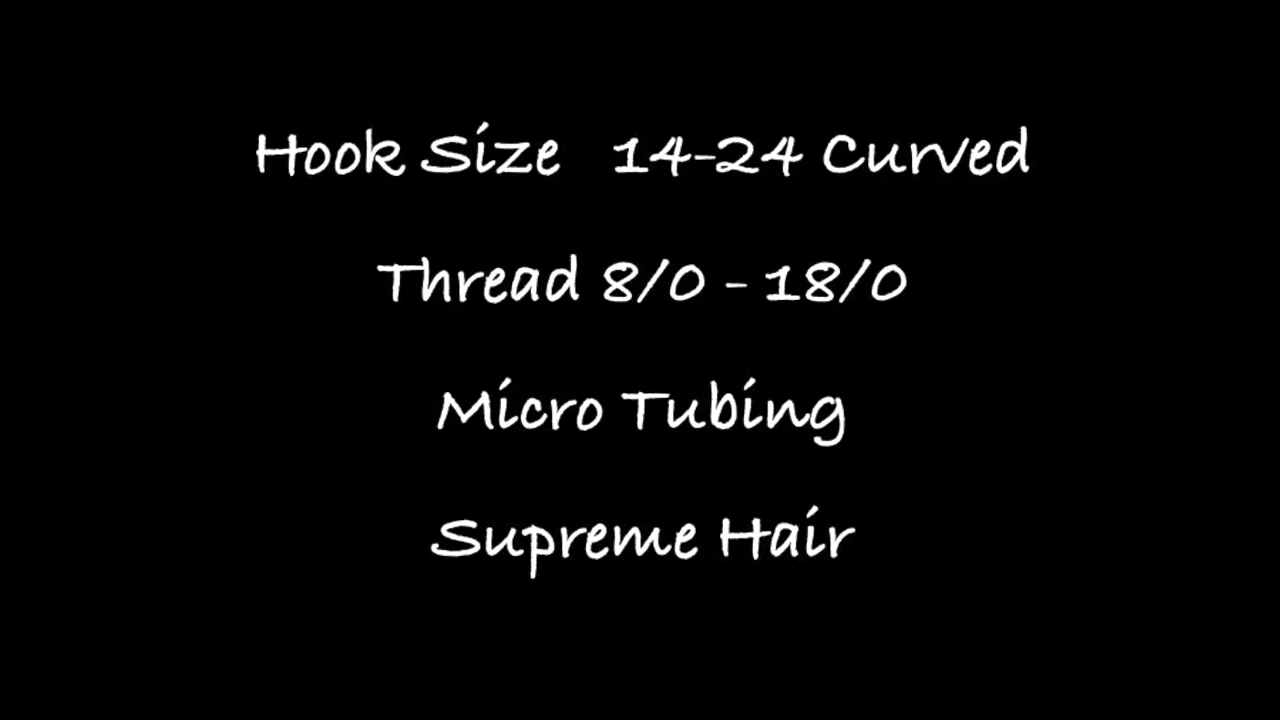 Hook Size 14-24 Curved
Thread 8/0 - 18/0
Micro Tubing
Supreme Hair